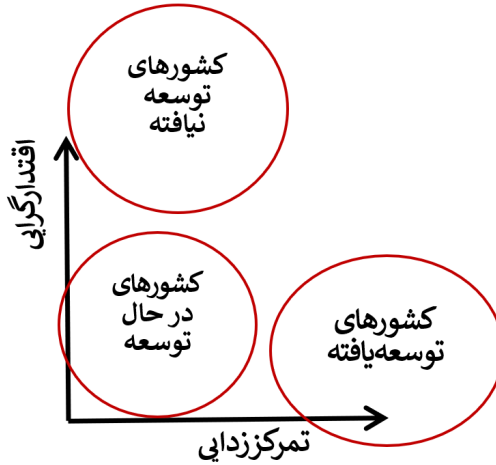 کشورهای
توسعه
نیافته
اقتدارگرایی
کشورهای
در حال
توسعه
کشورهای
توسعه‌یافته
تمرکززدایی